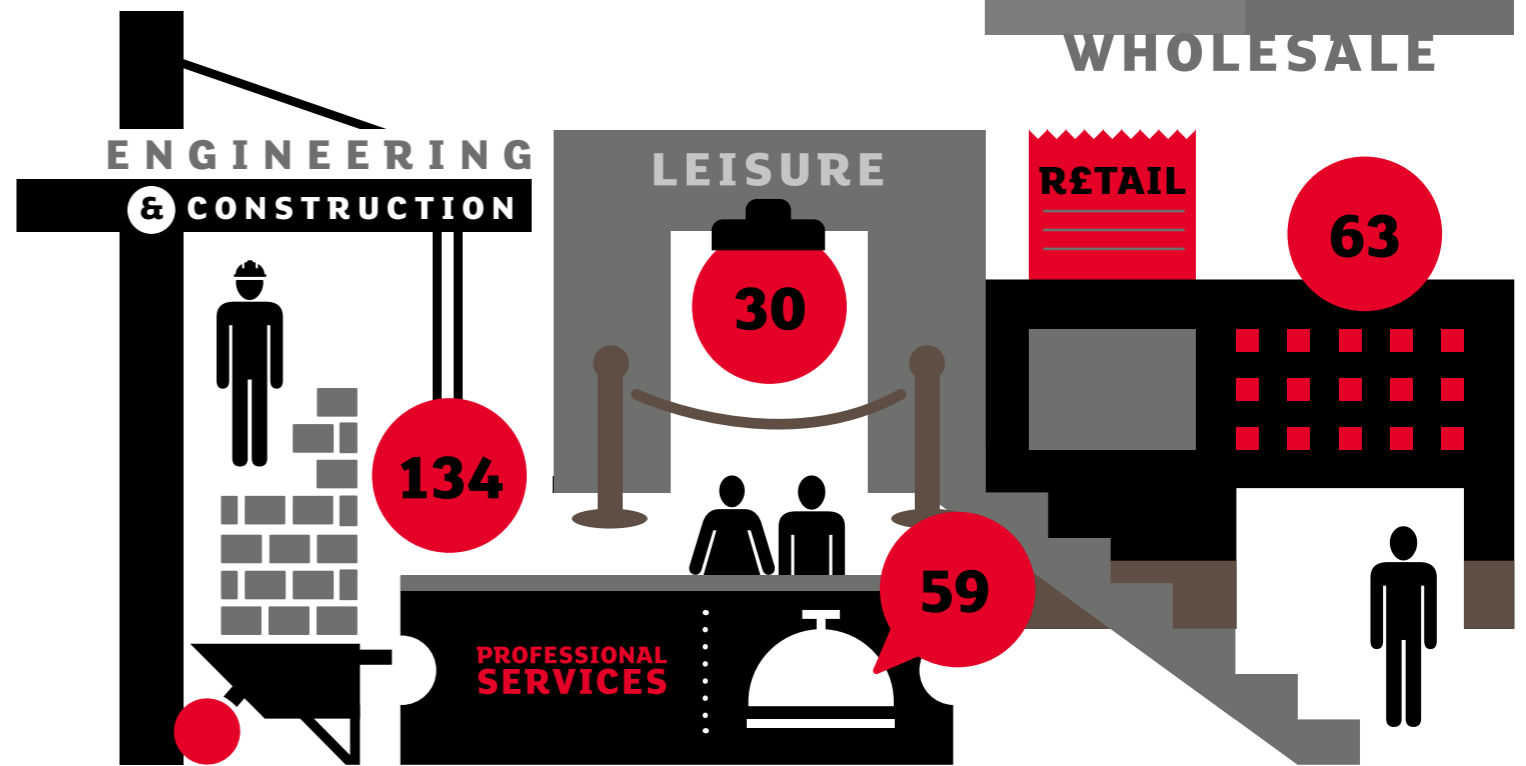 WHOLESALE
ENGINEERING
& CONSTRUCTION
LEISURE
R£TAIL
63
30
134
59
PROFESSIONAL
SERVICES